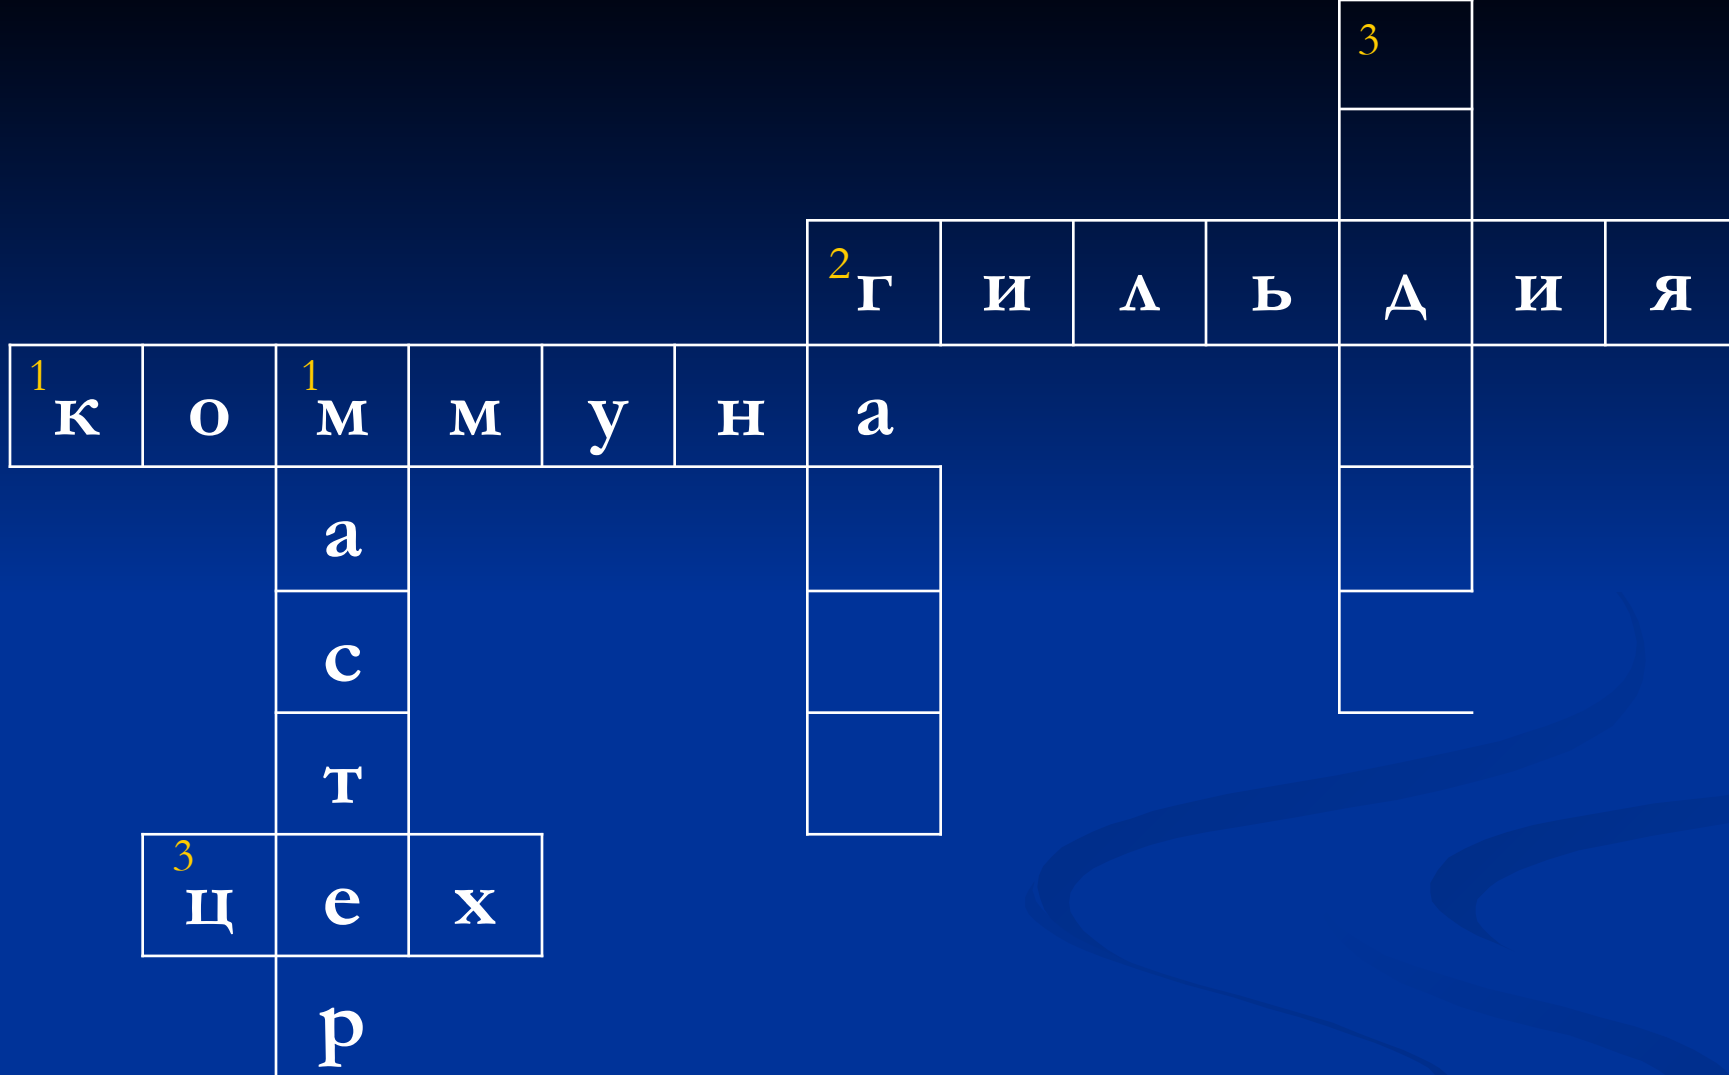 3
2 г и л ь д и я
1 к о 1 м м у н а
а
с
т
3 ц е х
р